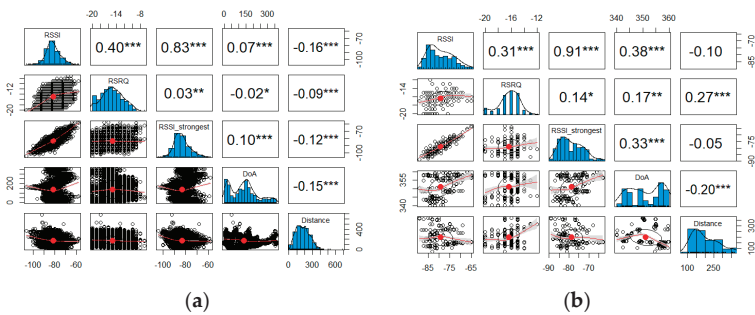 -20 -14 -8 0 150 300
RSSI 0.40*** 0.83*** 0.07*** -0.16*** -100 -70
-20 -12 RSRQ 0.03** -0.02* -0.09***
RSSI_strongest 0.10*** -0.12*** -100 -70
0 200 DoA -0.15***
Distance 0 400
-100 -80 -60 -100 -80 -60 0 200 400 600
(a)
-20 -16 -12 340 350 360
RSSI 0.31*** 0.91*** 0.38*** -0.10 -85 -70
-20 -14 RSRQ 0.14* 0.17** 0.27***
RSSI_strongest 0.33*** -0.05 -90 -75
340 355 DoA -0.20***
Distance 100 300
-85 -75 -65 -90 -80 -70 100 200
(b)